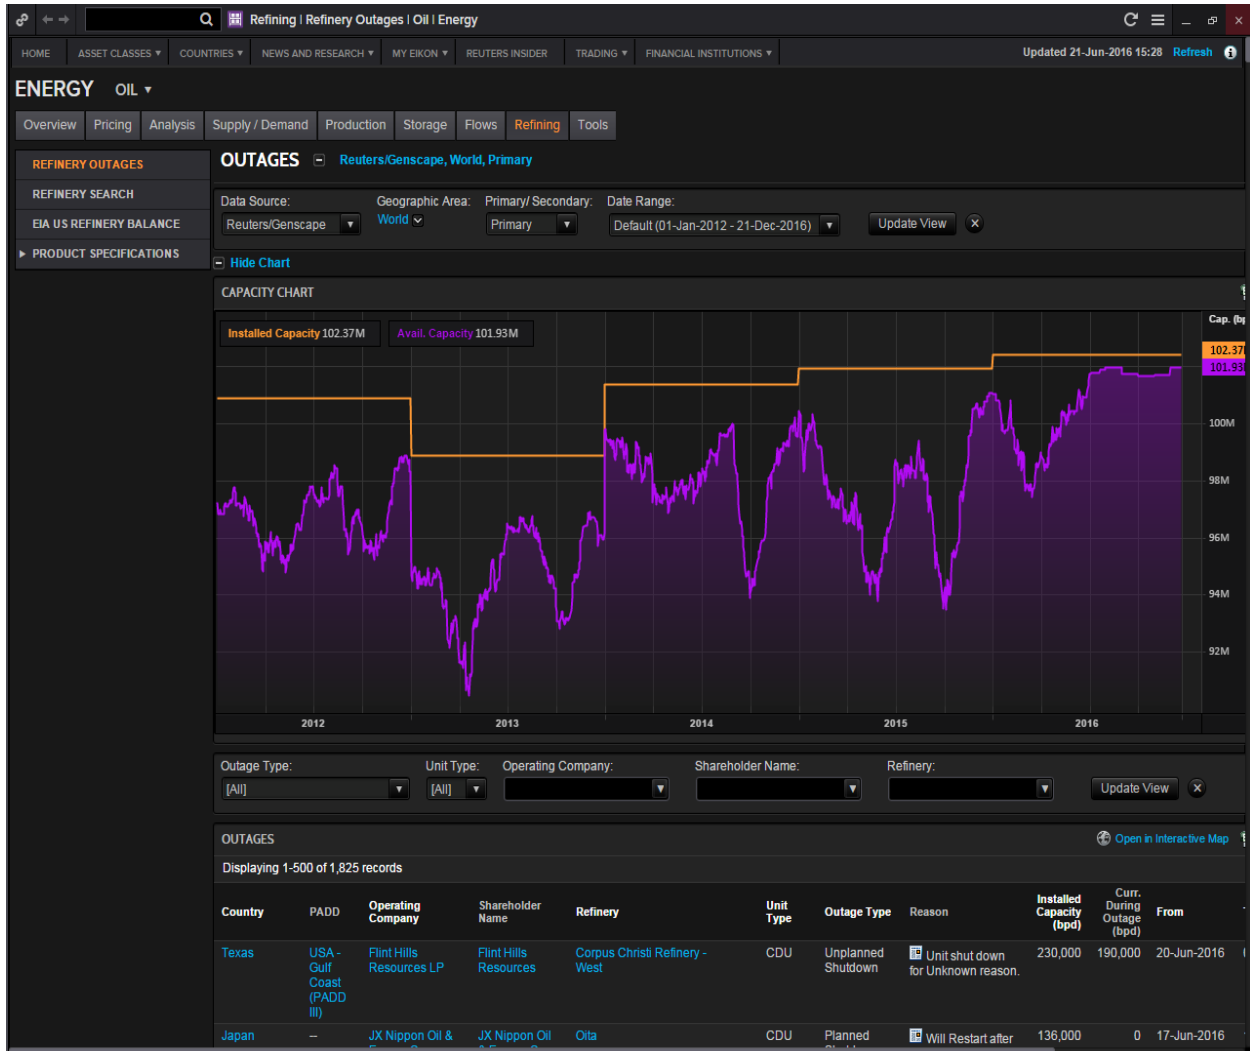 Refining | Refinery Outages | Oil | Energy
HOME ASSET CLASSES COUNTRIES NEWS AND RESEARCH MY EIKON REUTERS INSIDER TRADING FINANCIAL INSTITUTIONS Updated 21-Jun-2016 15:28 Refresh
ENERGY OIL
Overview Pricing Analysis Supply / Demand Production Storage Flows Refining Tools
REFINERY OUTAGES
REFINERY SEARCH
EIA US REFINERY BALANCE
PRODUCT SPECIFICATIONS
OUTAGES Reuters/Genscape, World, Primary
Data Source: Geographic Area: Primary/ Secondary: Date Range:
Reuters/Genscape World Primary Default (01-Jan-2012 - 21-Dec-2016) Update View
Hide Chart
CAPACITY CHART
Installed Capacity 102.37M Avail. Capacity 101.93M
Cap. (bp
102.37
101.93
100M
98M
96M
94M
92M
2012 2013 2014 2015 2016
Outage Type: Unit Type: Operating Company: Shareholder Name: Refinery:
[All] [All] Update View
OUTAGES Open in Interactive Map
Displaying 1-500 of 1,825 records
Country PADD Operating Company Shareholder Name Refinery Unit Type Outage Type Reason Installed Capacity (bpd) Curr. During Outage (bpd) From
Texas USA - Gulf Coast (PADD III) Flint Hills Resources LP Flint Hills Resources Corpus Christi Refinery - West CDU Unplanned Shutdown Unit shut down for Unknown reason. 230,000 190,000 20-Jun-2016
Japan -- JX Nippon Oil & JX Nippon Oil Oita CDU Planned Will Restart after 136,000 0 17-Jun-2016